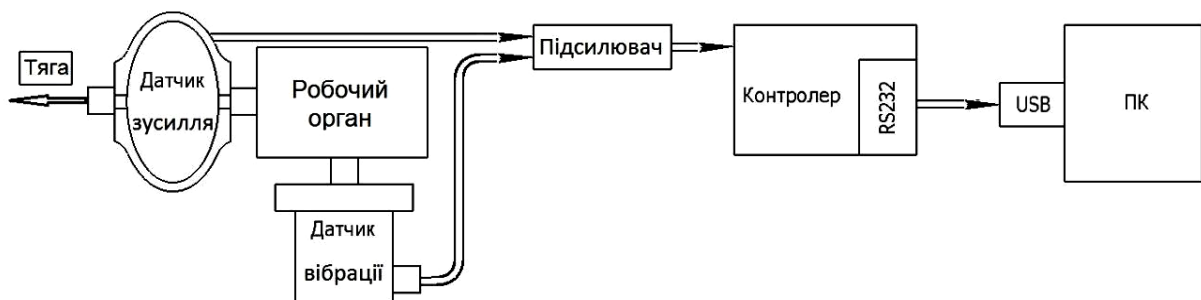 Тяга
Датчик
зусилля
Робочий
орган
Датчик
вібрації
Підсилювач
Контролер
RS232
USB
ПК